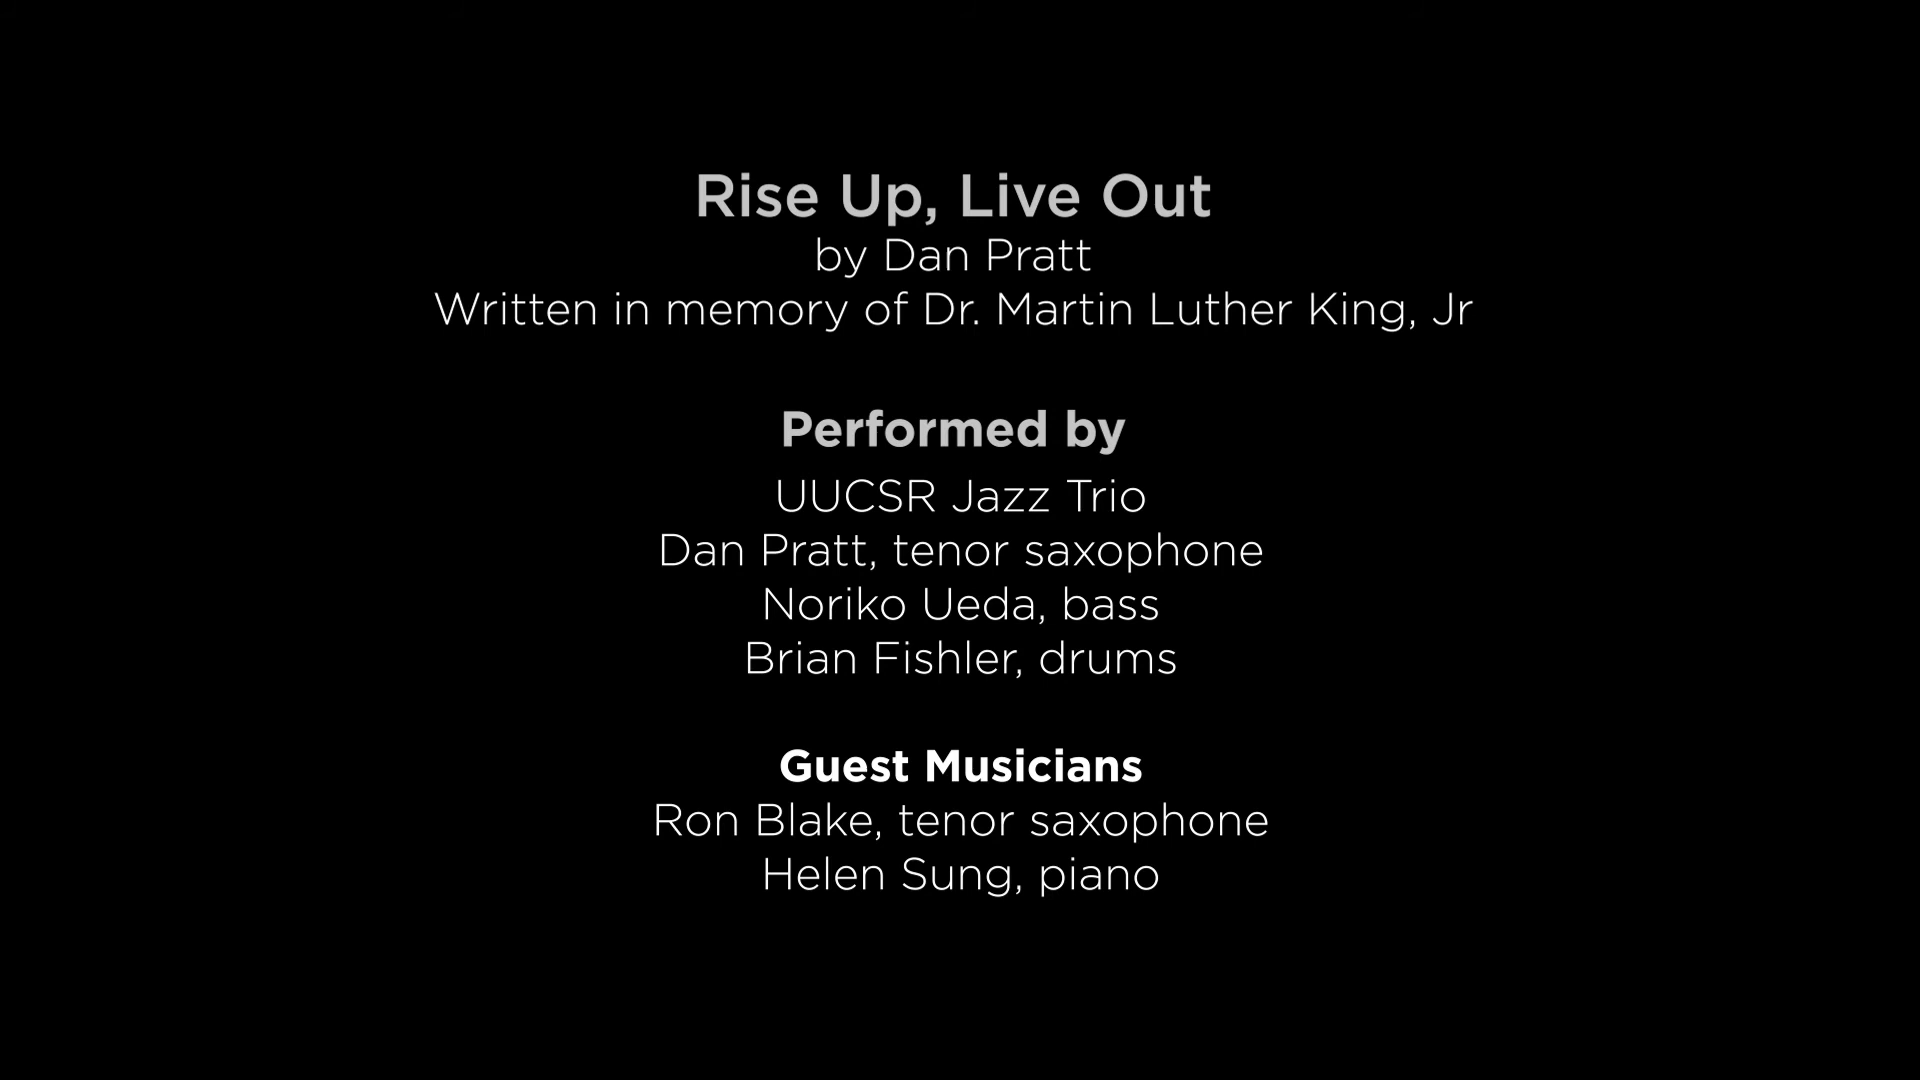 Rise Up, Live Out
by Dan Pratt
Written in memory of Dr. Martin Luther King, Jr
Performed by
UUCSR Jazz Trio
Dan Pratt, tenor saxophone
Noriko Ueda, bass
Brian Fishler, drums
Guest Musicians
Ron Blake, tenor saxophone
Helen Sung, piano